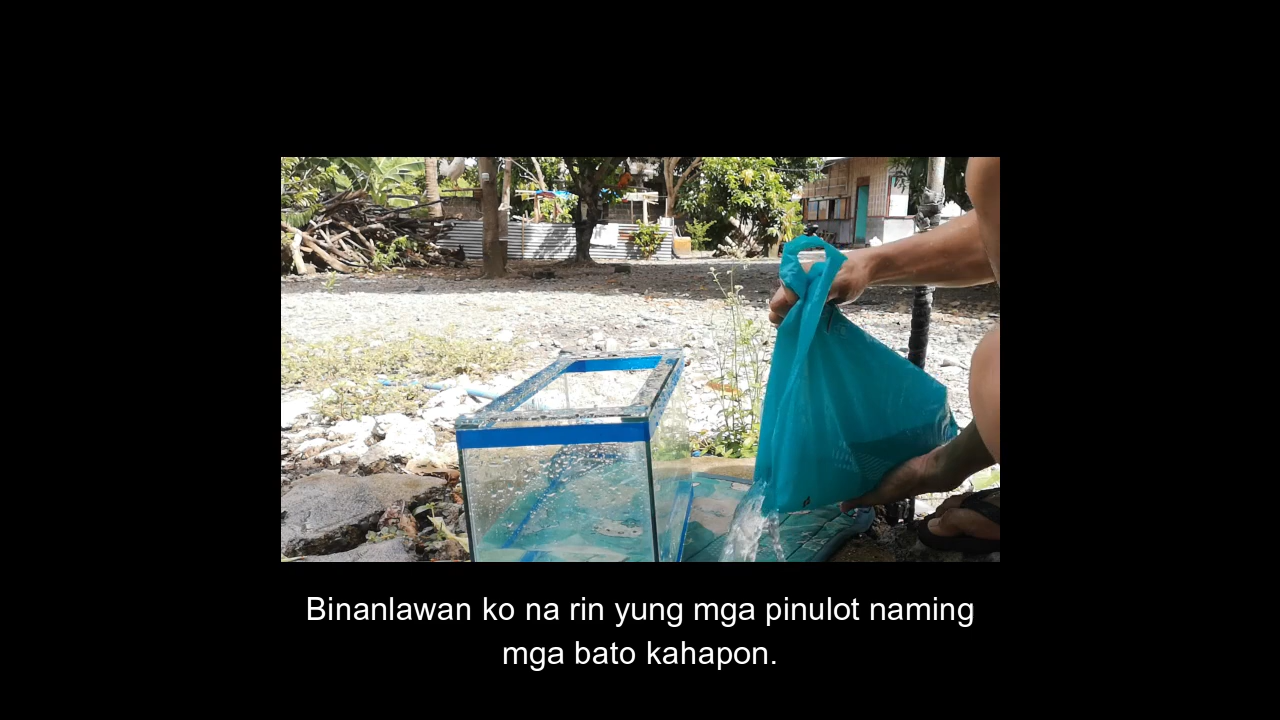 Binanlawan ko na rin yung mga pinulot naming
mga bato kahapon.